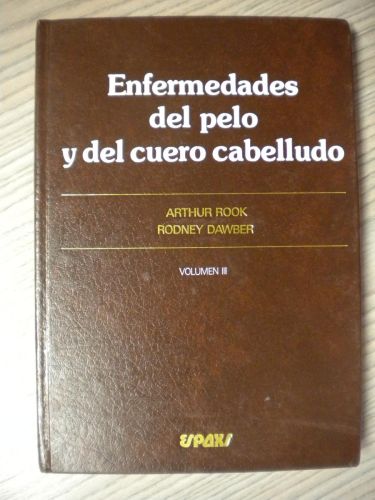 Enfermedades
del pelo
y del cuero cabelludo
ARTHUR ROOK
RODNEY DAWBER
VOLUMEN III
ESPAXS